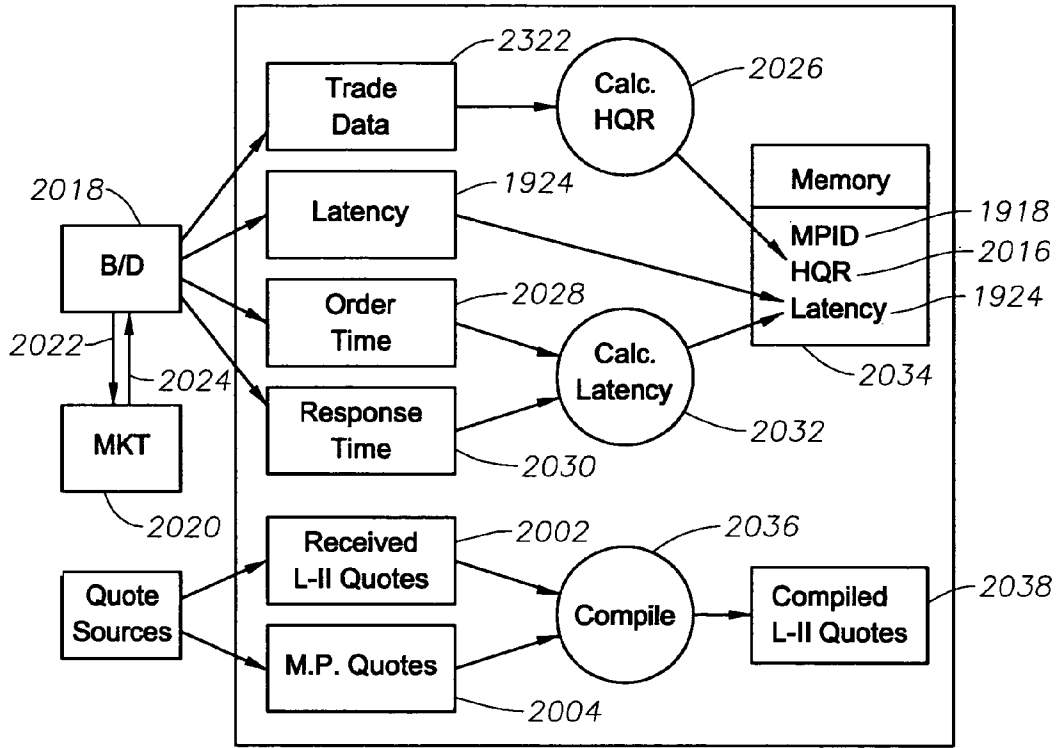 2322
Trade
Data
Calc.
HQR
2026
2018
1924
Latency
Memory
MPID
1918
HQR
2016
Latency
1924
B/D
Order
Time
2028
2022
2024
Calc.
Latency
2034
MKT
Response
Time
2030
2032
2020
Received
L-II Quotes
2002
2036
Quote
Sources
Compile
Compiled
L-II Quotes
2038
M.P. Quotes
2004